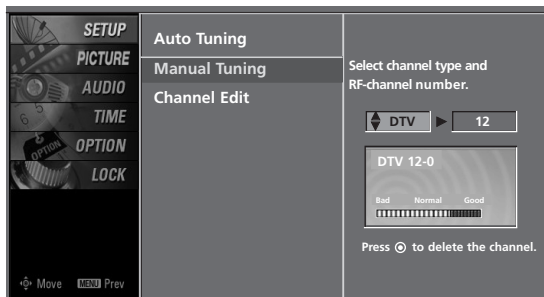 SETUP
PICTURE
AUDIO
TIME
OPTION
LOCK
Move MENU Prev
Auto Tuning
Manual Tuning
Channel Edit
Select channel type and
RF-channel number.
DTV 12
DTV 12-0
Bad Normal Good
Press to delete the channel.